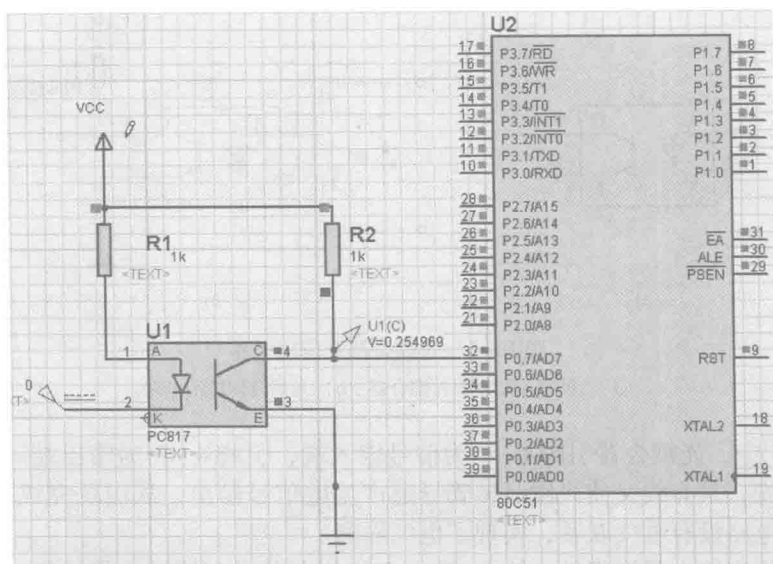 U2
17 P3.7/RD P1.7 8
16 P3.6/WR P1.6 7
15 P3.5/T1 P1.5 6
14 P3.4/T0 P1.4 5
13 P3.3/INT1 P1.3 4
12 P3.2/INT0 P1.2 3
11 P3.1/TXD P1.1 2
10 P3.0/RXD P1.0 1
VCC
28 P2.7/A15
27 P2.6/A14
26 P2.5/A13 EA 31
25 P2.4/A12 ALE 30
24 P2.3/A11 PSEN 29
23 P2.2/A10
22 P2.1/A9
21 P2.0/A8
R1
1k
<TEXT>
R2
1k
<TEXT>
U1
U1(C)
V=0.254969
1 A C 4
2 K E 3
0
PC817
<TEXT>
32 P0.7/AD7 RST 9
33 P0.6/AD6
34 P0.5/AD5
35 P0.4/AD4
36 P0.3/AD3 XTAL2 18
37 P0.2/AD2
38 P0.1/AD1
39 P0.0/AD0 XTAL1 19
80C51
<TEXT>